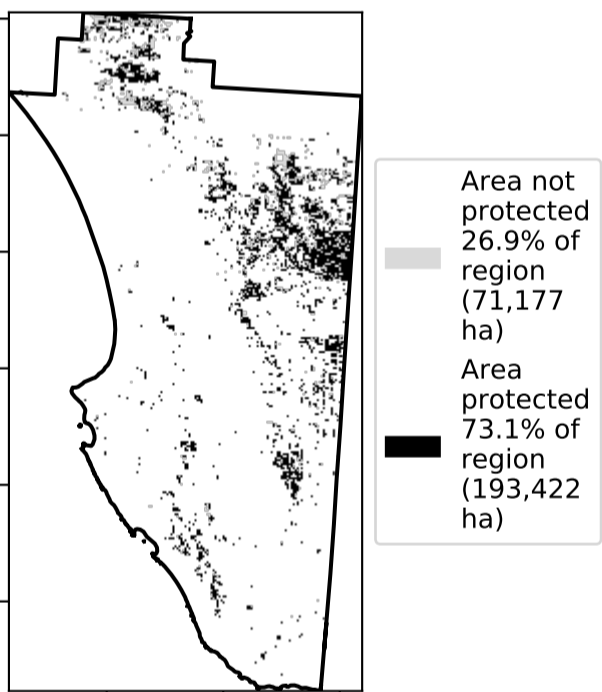 Area not
protected
26.9% of
region
(71,177
ha)
Area
protected
73.1% of
region
(193,422
ha)